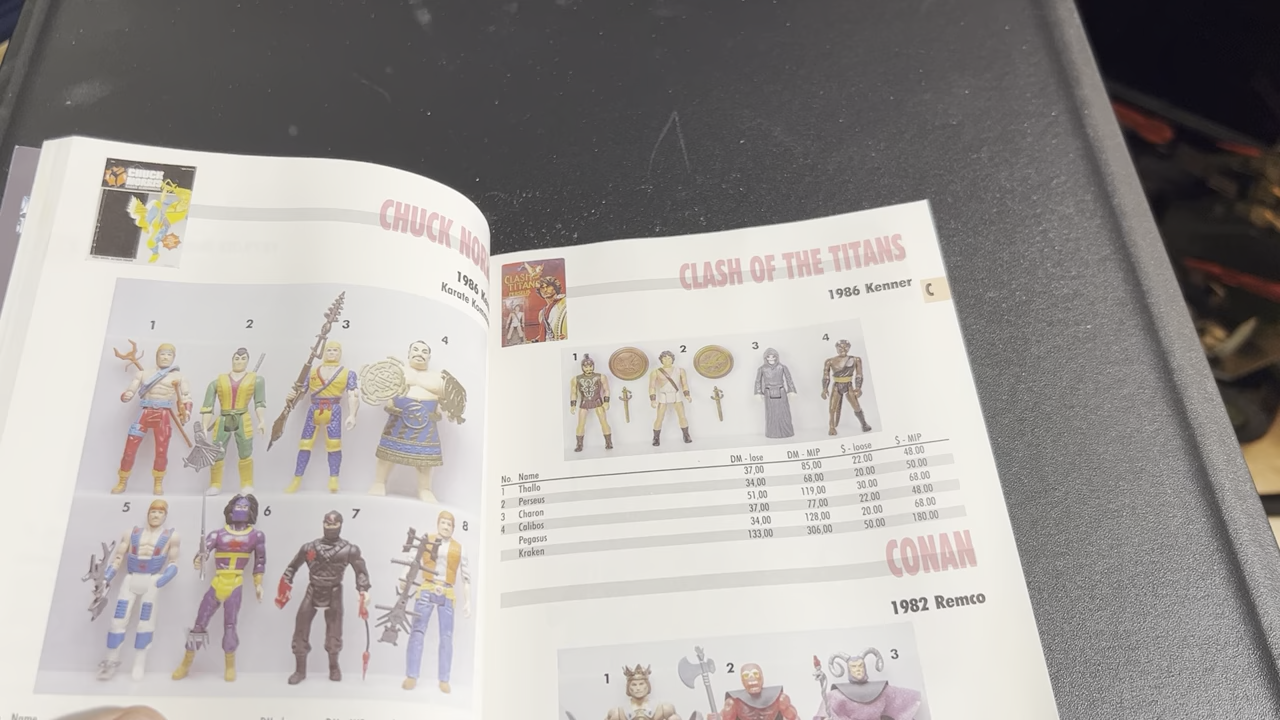 CHUCK
CHUCK
1986
Karate
1
2
3
4
5
6
7
8
Name
CLASH OF THE TITANS
1986 Kenner
C
CLASH
TITANS
1
2
3
4
No. Name DM - lose DM - MIP $ - loose $ - MIP
1 Thallo 37,00 85,00 22.00 48.00
2 Perseus 34,00 68,00 20.00 50.00
3 Charon 51,00 119,00 30.00 68.00
4 Calibos 37,00 77,00 22.00 48.00
Pegasus 34,00 128,00 20.00 68.00
Kraken 133,00 306,00 50.00 180.00
CONAN
1982 Remco
1
2
3